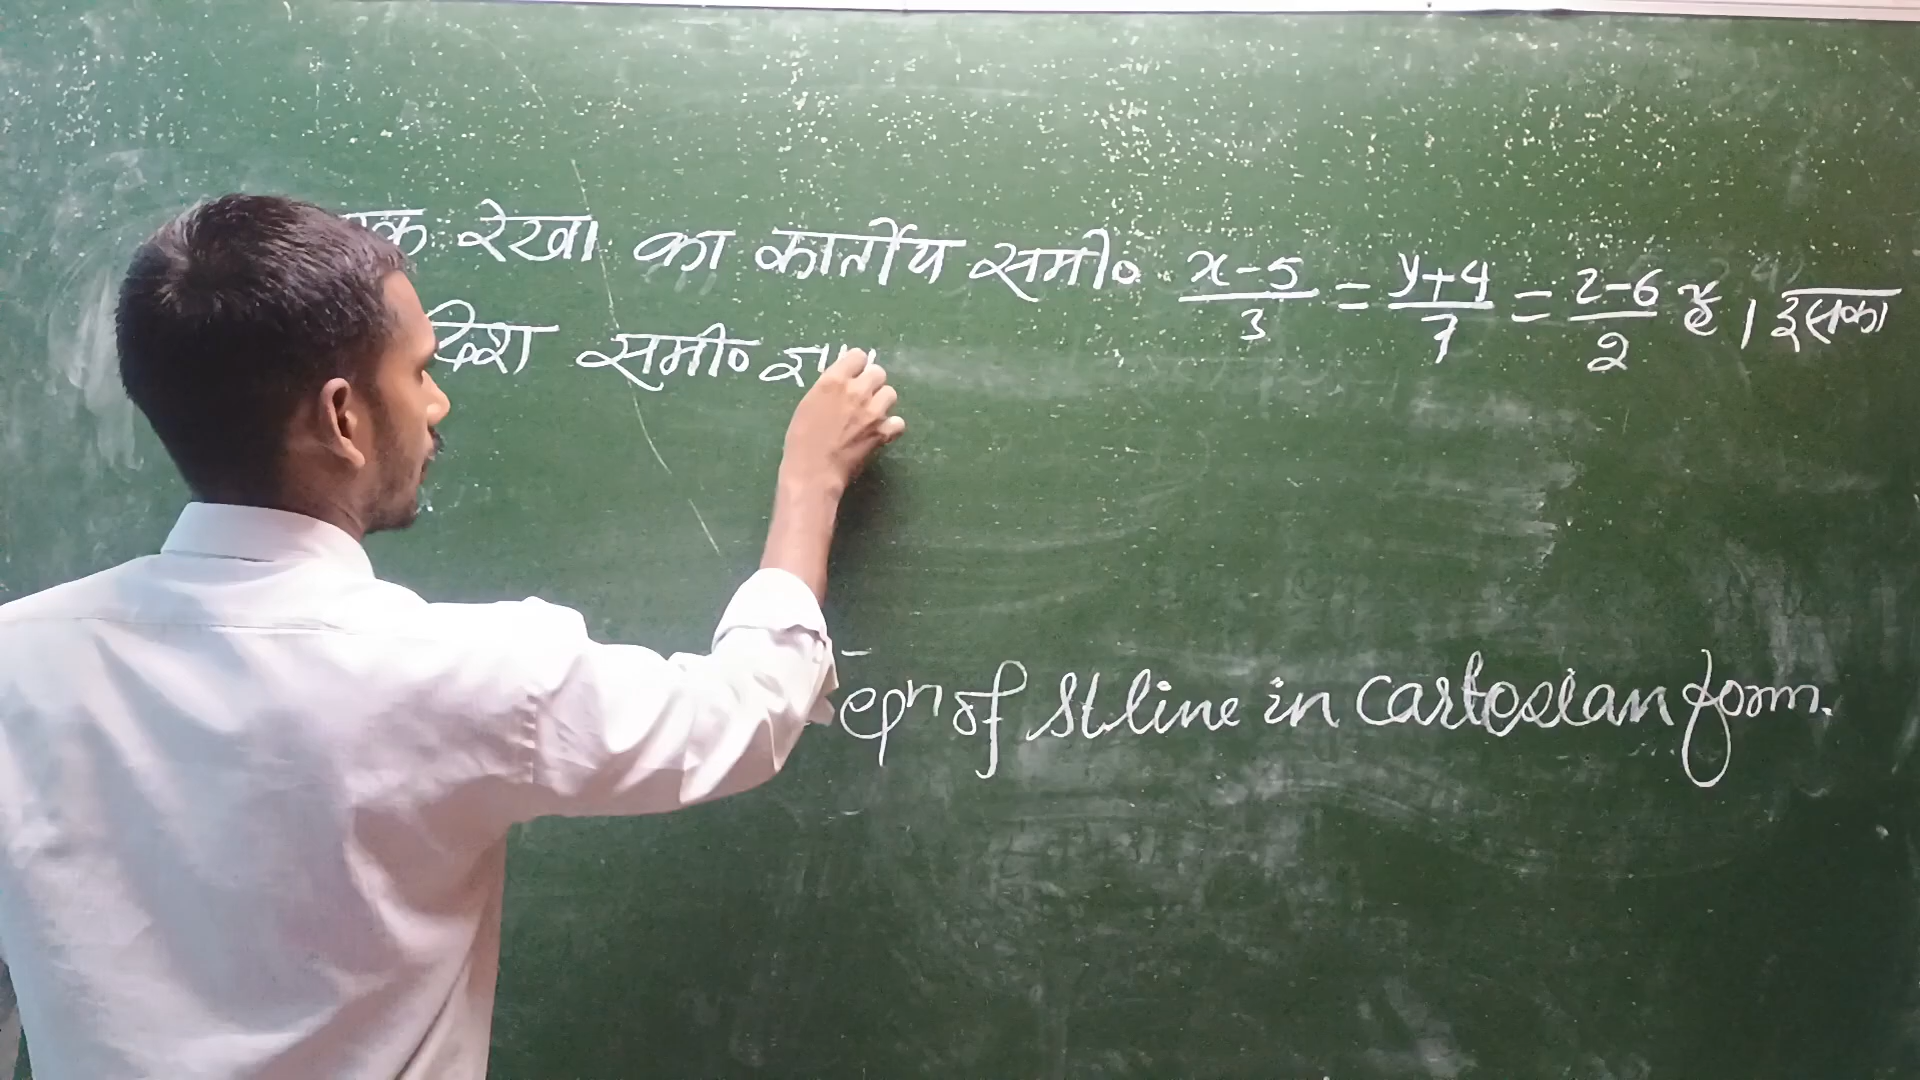 एक रेखा का कार्तीय समी० x-5/3 = y+4/7 = z-6/2 है। इसका
दिश समी०
eqn of St line in cartesian form.